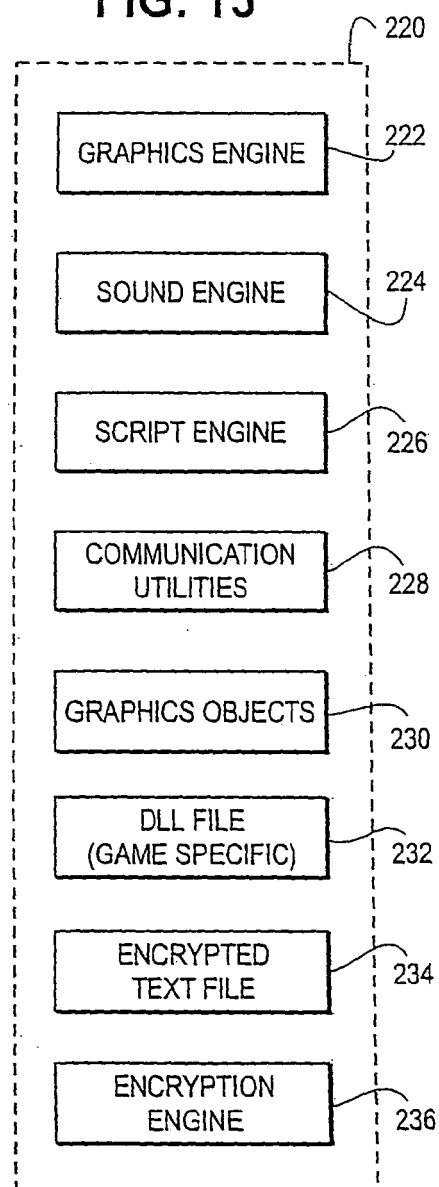 FIG. 13
220
GRAPHICS ENGINE
222
SOUND ENGINE
224
SCRIPT ENGINE
226
COMMUNICATION
UTILITIES
228
GRAPHICS OBJECTS
230
DLL FILE
(GAME SPECIFIC)
232
ENCRYPTED
TEXT FILE
234
ENCRYPTION
ENGINE
236